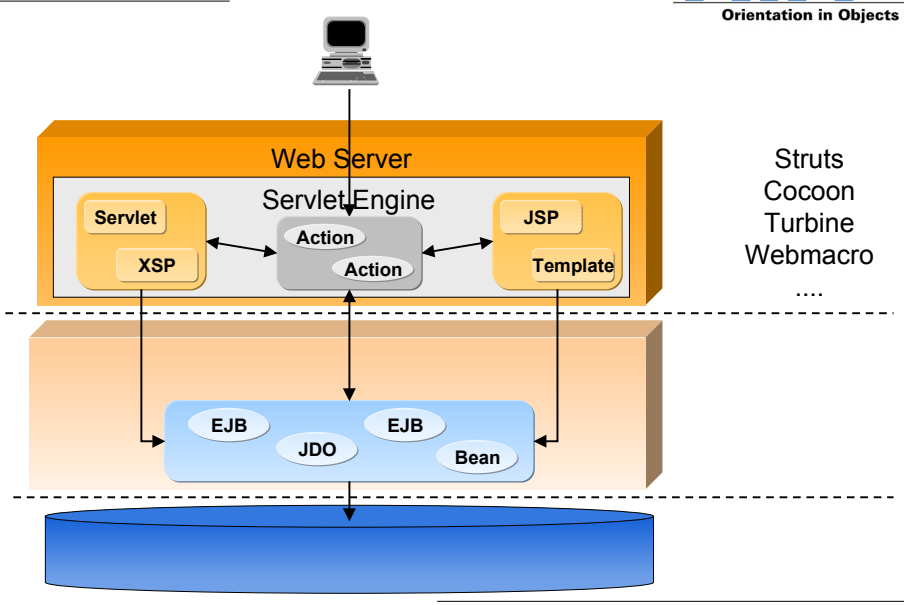 Orientation in Objects
Web Server
Servlet Engine
Servlet
XSP
Action
Action
JSP
Template
Struts
Cocoon
Turbine
Webmacro
....
EJB
JDO
EJB
Bean